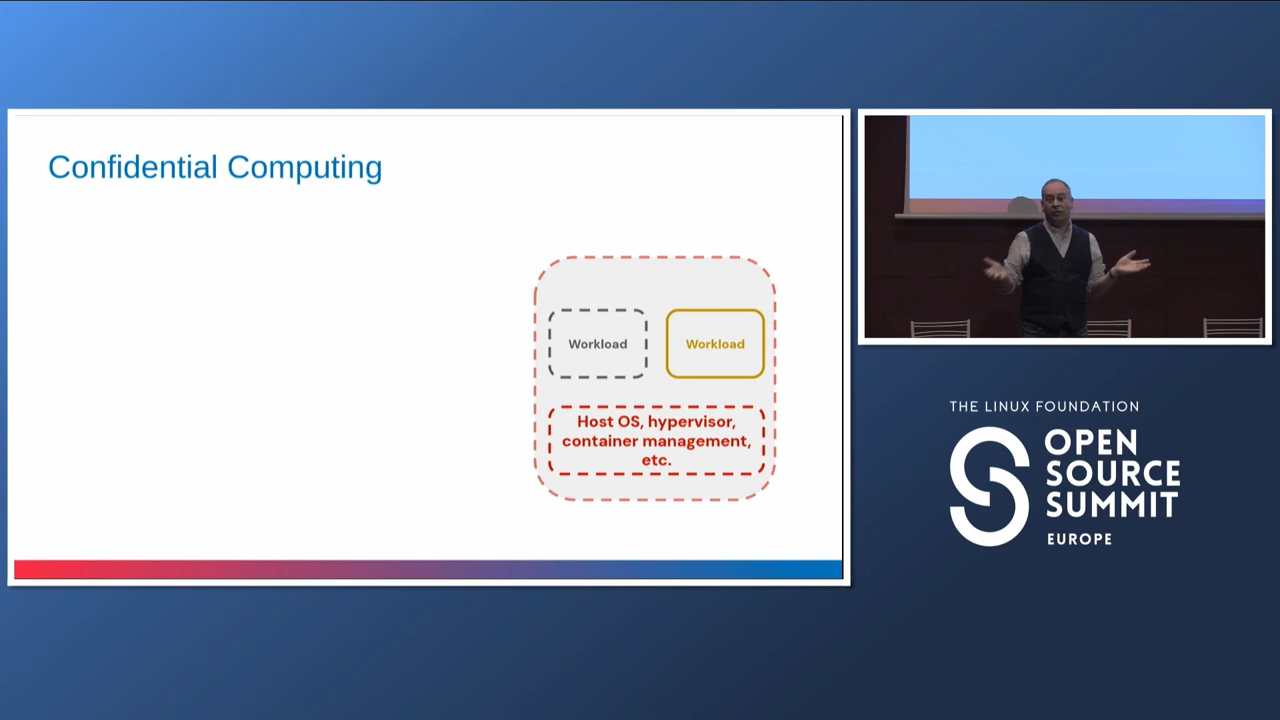 Confidential Computing
Workload
Workload
Host OS, hypervisor,
container management,
etc.
THE LINUX FOUNDATION
OPEN
SOURCE
SUMMIT
EUROPE